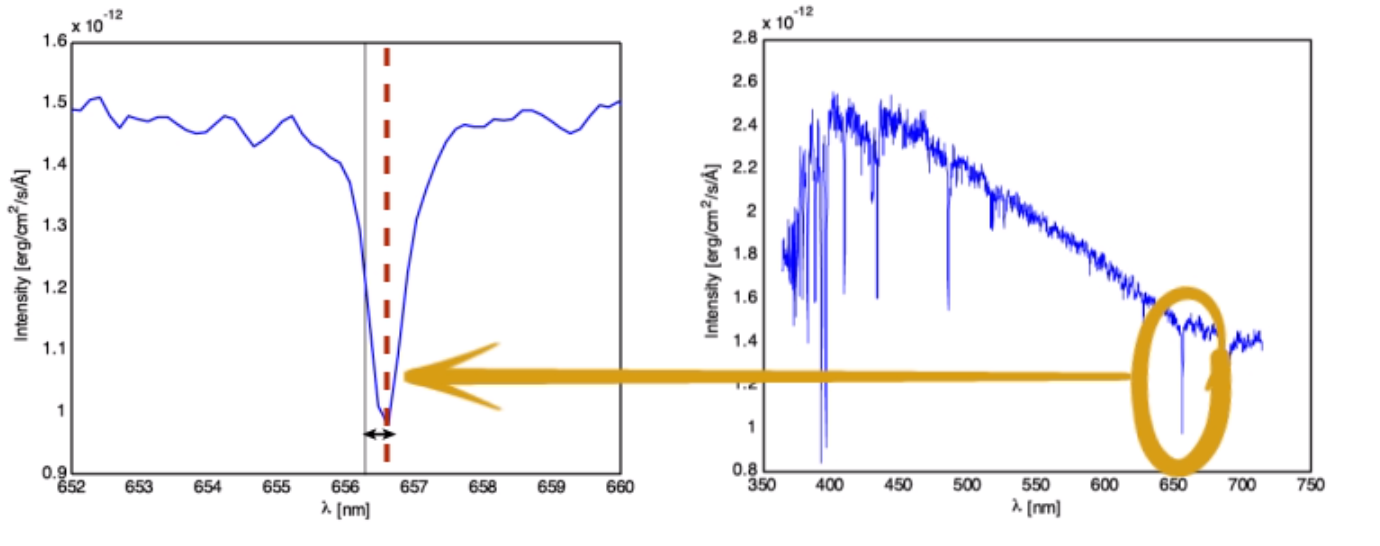 x 10-12
1.6
1.5
1.4
1.3
1.2
1.1
1
0.9
Intensity [erg/cm2/s/Å]
652 653 654 655 656 657 658 659 660
λ [nm]
x 10-12
2.8
2.6
2.4
2.2
2
1.8
1.6
1.4
1.2
1
0.8
Intensity [erg/cm2/s/Å]
350 400 450 500 550 600 650 700 750
λ [nm]